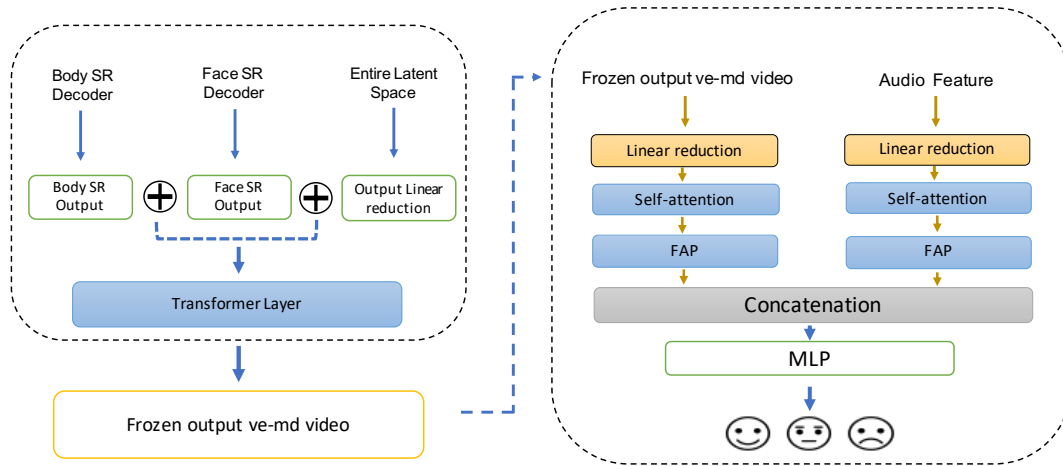 Body SR
Decoder
Face SR
Decoder
Entire Latent
Space
Body SR
Output
Face SR
Output
Output Linear
reduction
Transformer Layer
Frozen output ve-md video
Frozen output ve-md video
Audio Feature
Linear reduction
Linear reduction
Self-attention
Self-attention
FAP
FAP
Concatenation
MLP